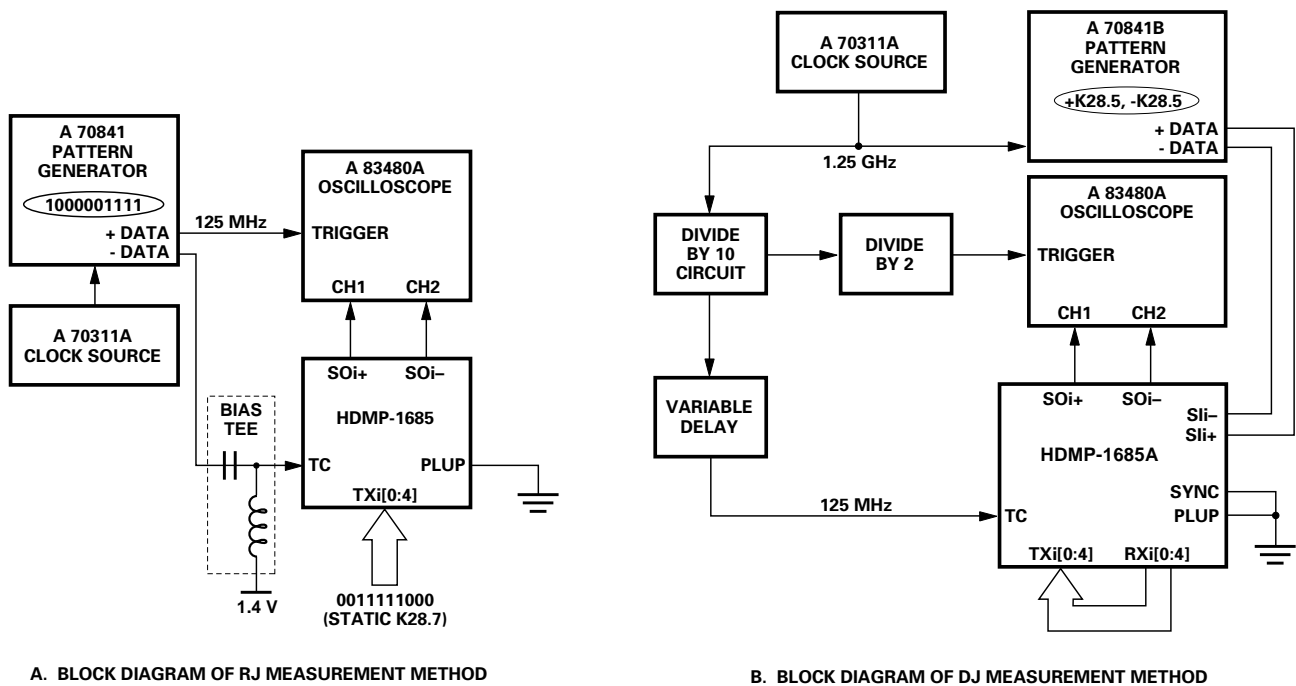 A 70841
PATTERN
GENERATOR
1000001111
+ DATA
- DATA
125 MHz
A 83480A
OSCILLOSCOPE
TRIGGER
CH1 CH2
A 70311A
CLOCK SOURCE
BIAS
TEE
SOi+ SOi–
HDMP-1685
TC PLUP
TXi[0:4]
1.4 V
0011111000
(STATIC K28.7)
A. BLOCK DIAGRAM OF RJ MEASUREMENT METHOD
A 70311A
CLOCK SOURCE
1.25 GHz
A 70841B
PATTERN
GENERATOR
+K28.5, -K28.5
+ DATA
- DATA
DIVIDE
BY 10
CIRCUIT
DIVIDE
BY 2
A 83480A
OSCILLOSCOPE
TRIGGER
CH1 CH2
VARIABLE
DELAY
125 MHz
SOi+ SOi–
SIi–
SIi+
HDMP-1685A
SYNC
TC PLUP
TXi[0:4] RXi[0:4]
B. BLOCK DIAGRAM OF DJ MEASUREMENT METHOD